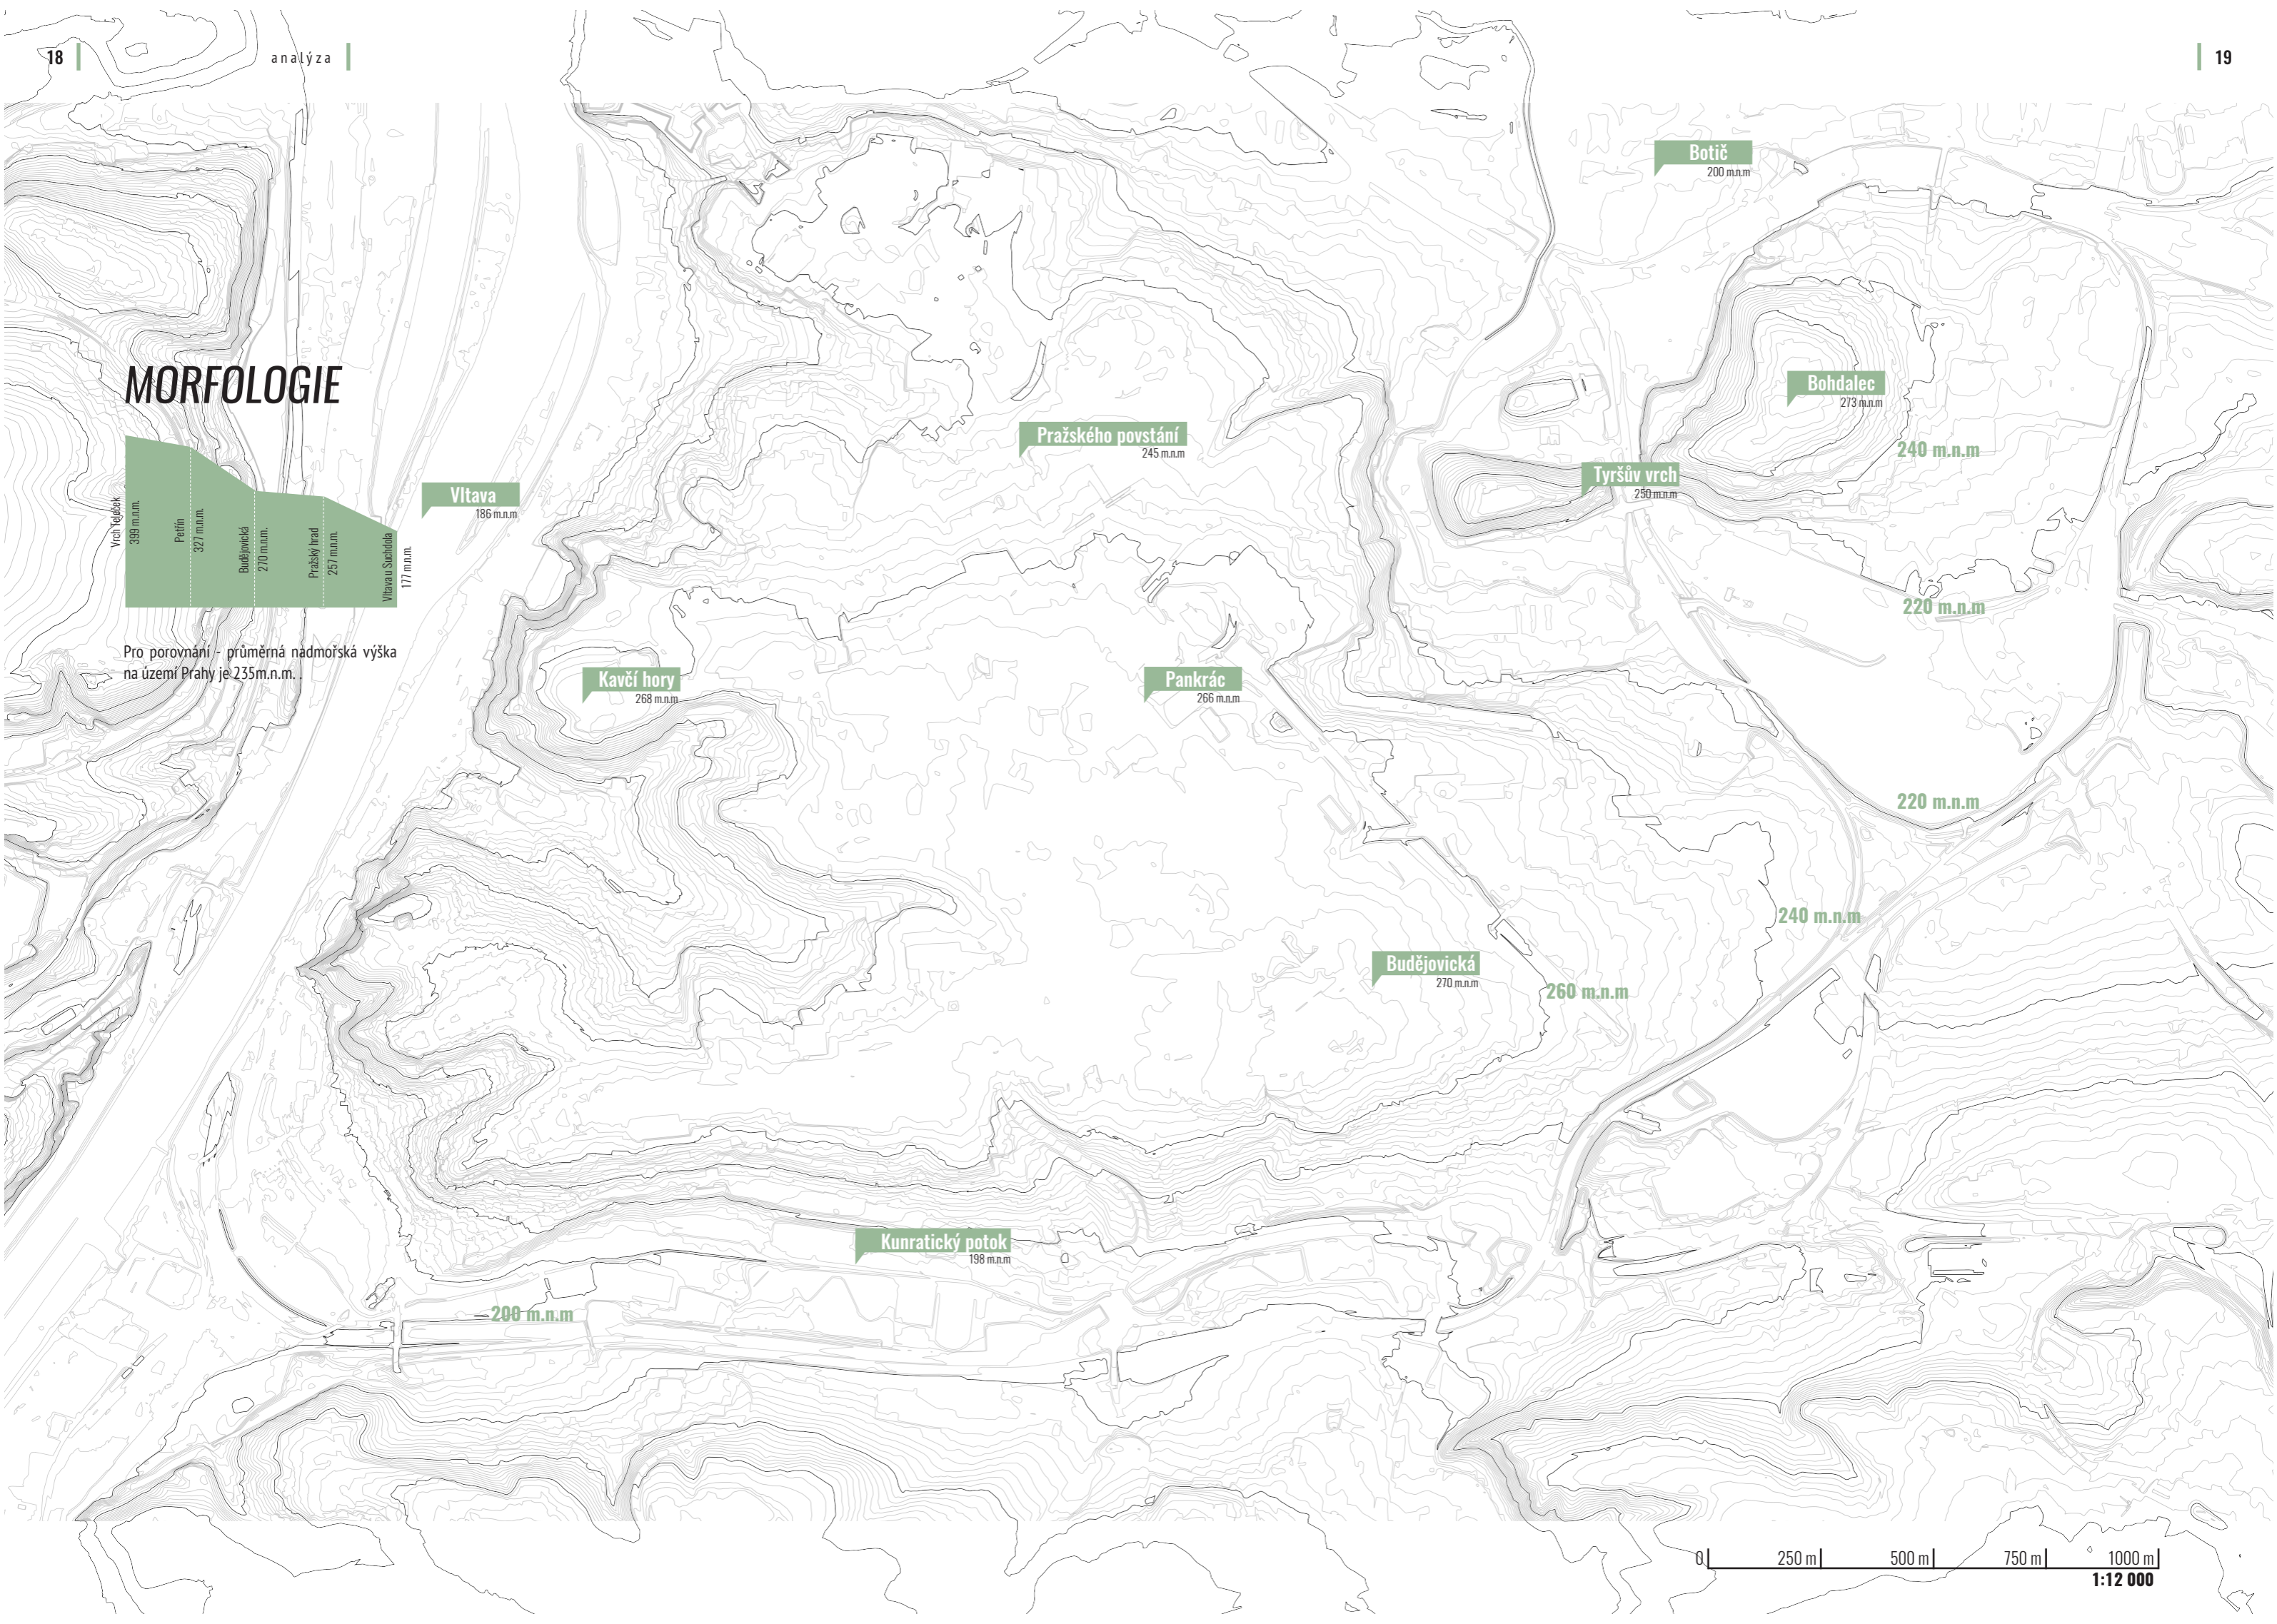 18
analýza
19
MORFOLOGIE
Vrch Teleček
399 m.n.m.
Petřín
327 m.n.m.
Budějovická
270 m.n.m.
Pražský hrad
257 m.n.m.
Vltava u Suchdola
177 m.n.m.
Pro porovnání - průměrná nadmořská výška
na území Prahy je 235m.n.m. .
Botič
200 m.n.m
Bohdalec
273 m.n.m
Pražského povstání
245 m.n.m
240 m.n.m
Tyršův vrch
250 m.n.m
Vltava
186 m.n.m
220 m.n.m
Kavčí hory
268 m.n.m
Pankrác
266 m.n.m
220 m.n.m
240 m.n.m
Budějovická
270 m.n.m
260 m.n.m
Kunratický potok
198 m.n.m
200 m.n.m
0 250 m 500 m 750 m 1000 m
1:12 000